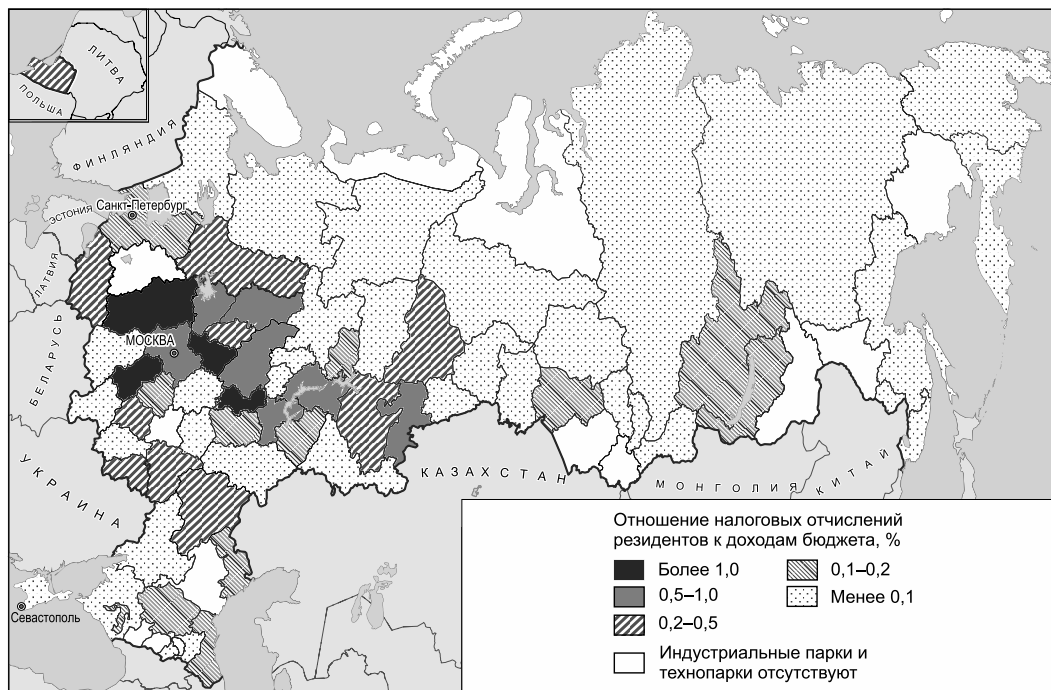 ЛИТВА
ПОЛЬША
ФИНЛЯНДИЯ
ЭСТОНИЯ
Санкт-Петербург
ЛАТВИЯ
БЕЛАРУСЬ
МОСКВА
УКРАИНА
КАЗАХСТАН
МОНГОЛИЯ
КИТАЙ
Севастополь
Отношение налоговых отчислений
резидентов к доходам бюджета, %
Более 1,0
0,5–1,0
0,2–0,5
0,1–0,2
Менее 0,1
Индустриальные парки и
технопарки отсутствуют